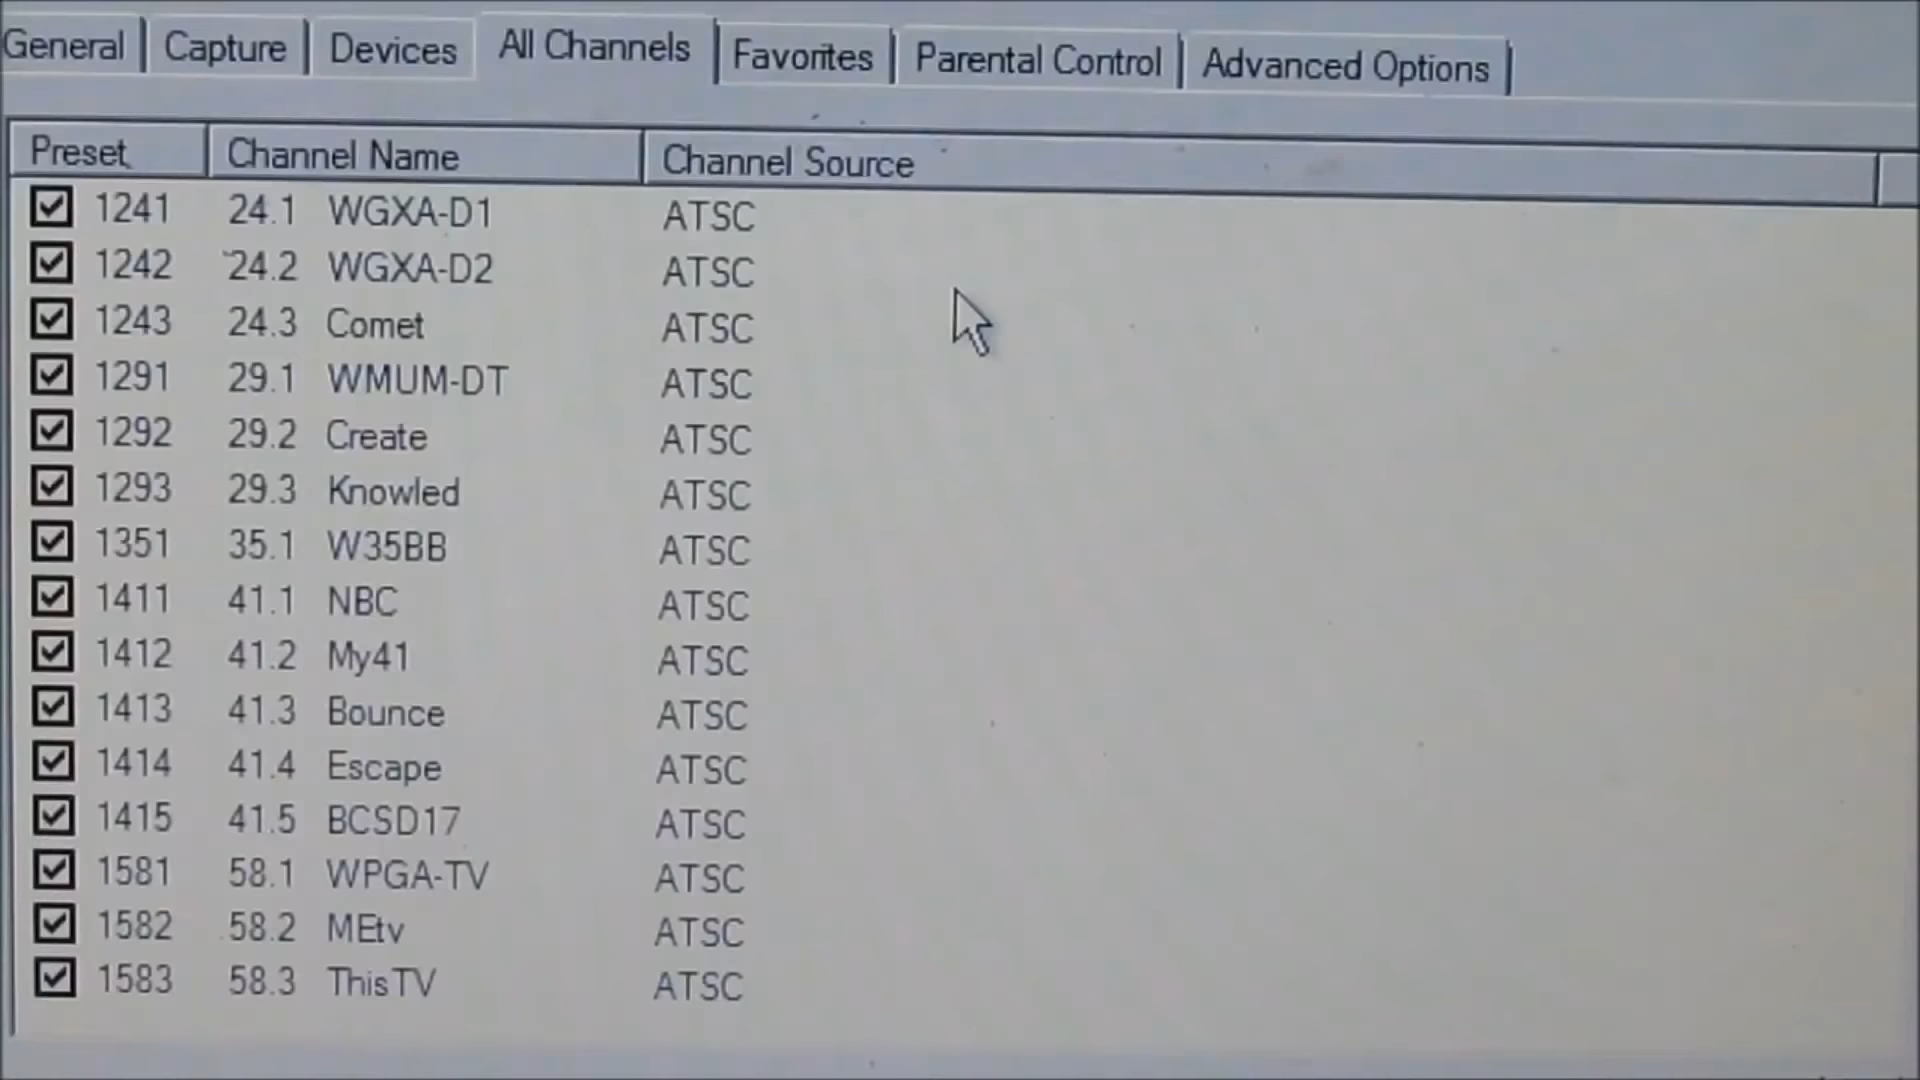 General Capture Devices All Channels Favorites Parental Control Advanced Options
Preset Channel Name Channel Source
1241 24.1 WGXA-D1 ATSC
1242 24.2 WGXA-D2 ATSC
1243 24.3 Comet ATSC
1291 29.1 WMUM-DT ATSC
1292 29.2 Create ATSC
1293 29.3 Knowled ATSC
1351 35.1 W35BB ATSC
1411 41.1 NBC ATSC
1412 41.2 My41 ATSC
1413 41.3 Bounce ATSC
1414 41.4 Escape ATSC
1415 41.5 BCSD17 ATSC
1581 58.1 WPGA-TV ATSC
1582 58.2 MEtv ATSC
1583 58.3 ThisTV ATSC